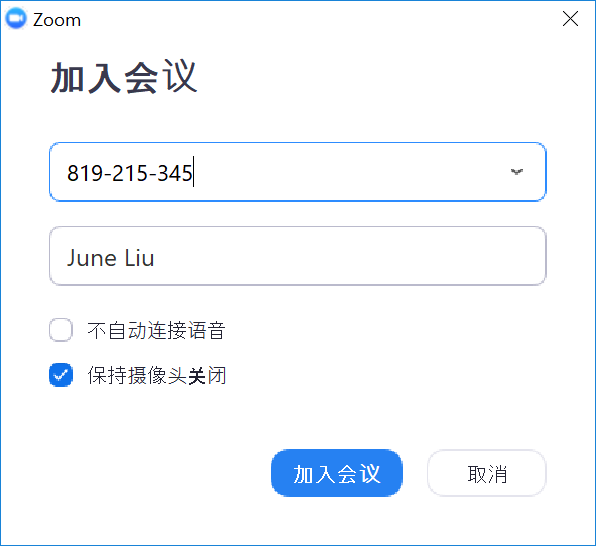 Zoom
加入会议
819-215-345
June Liu
不自动连接语音
保持摄像头关闭
加入会议 取消